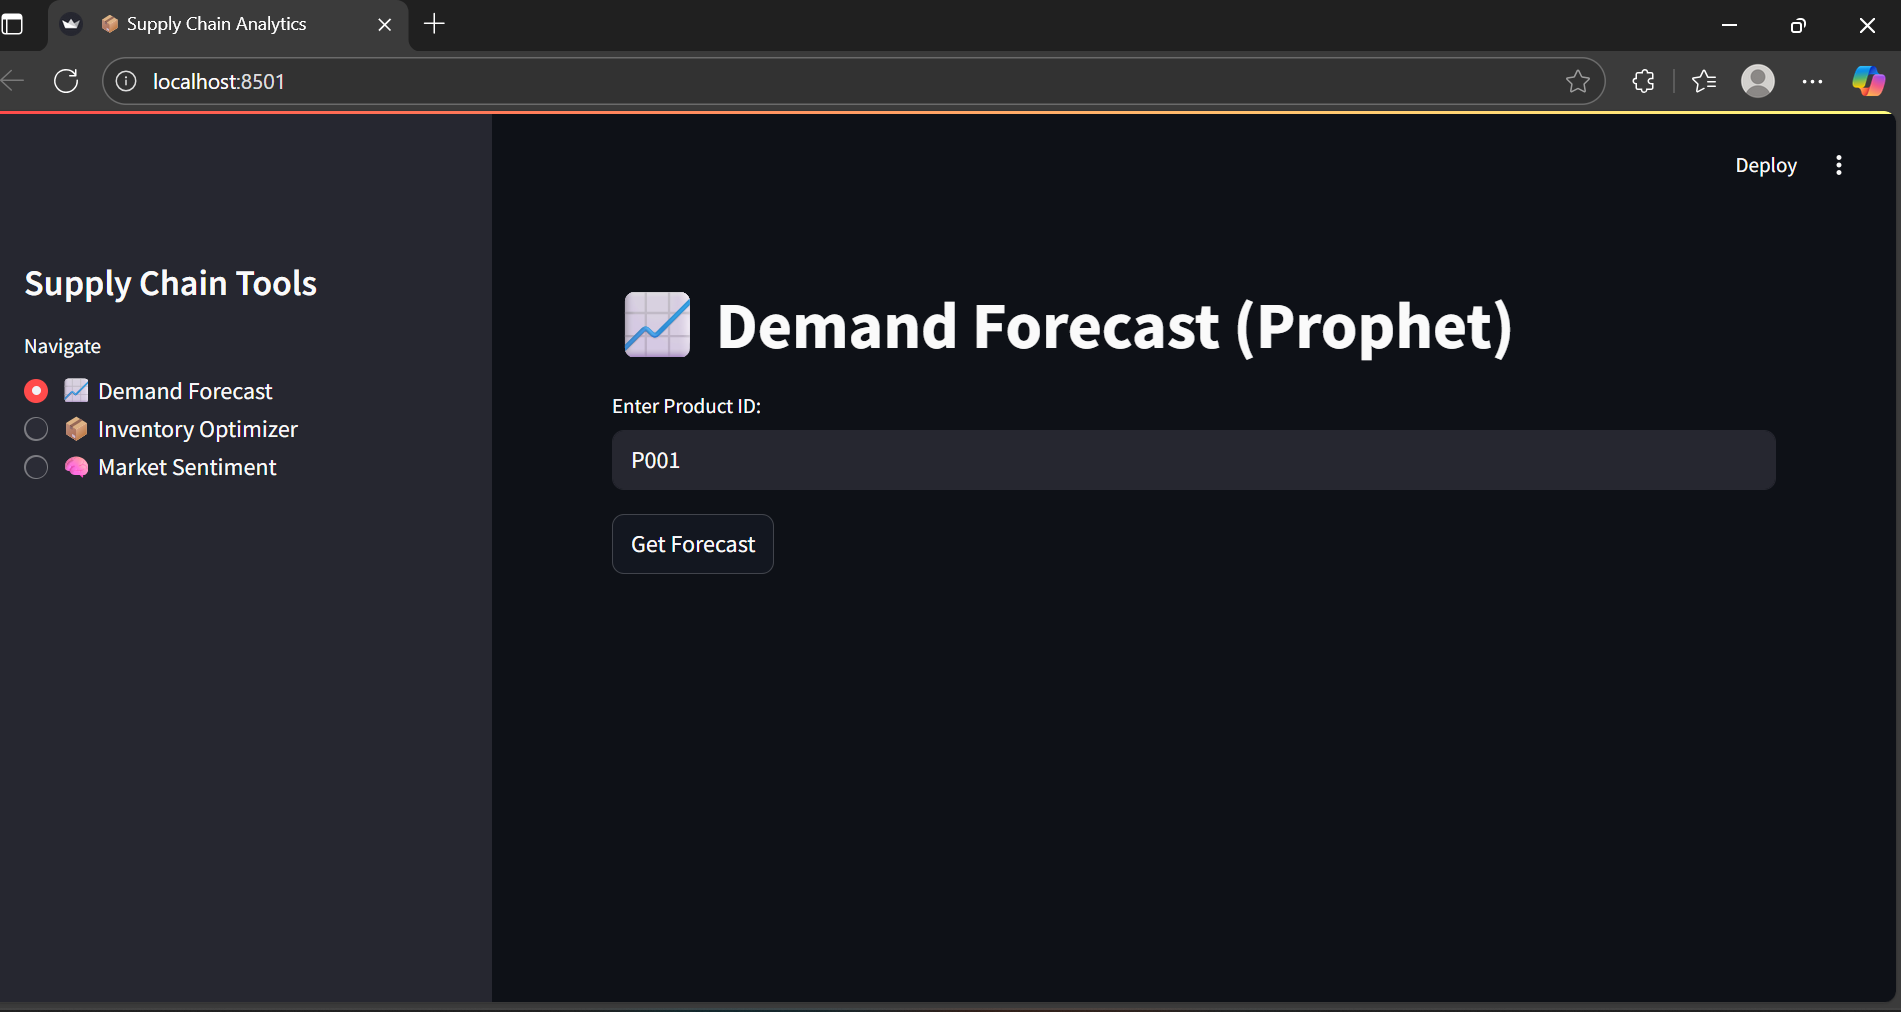 📦 Supply Chain Analytics
localhost:8501
Deploy
Supply Chain Tools
Navigate
📈 Demand Forecast
📦 Inventory Optimizer
🧠 Market Sentiment
📈 Demand Forecast (Prophet)
Enter Product ID:
P001
Get Forecast